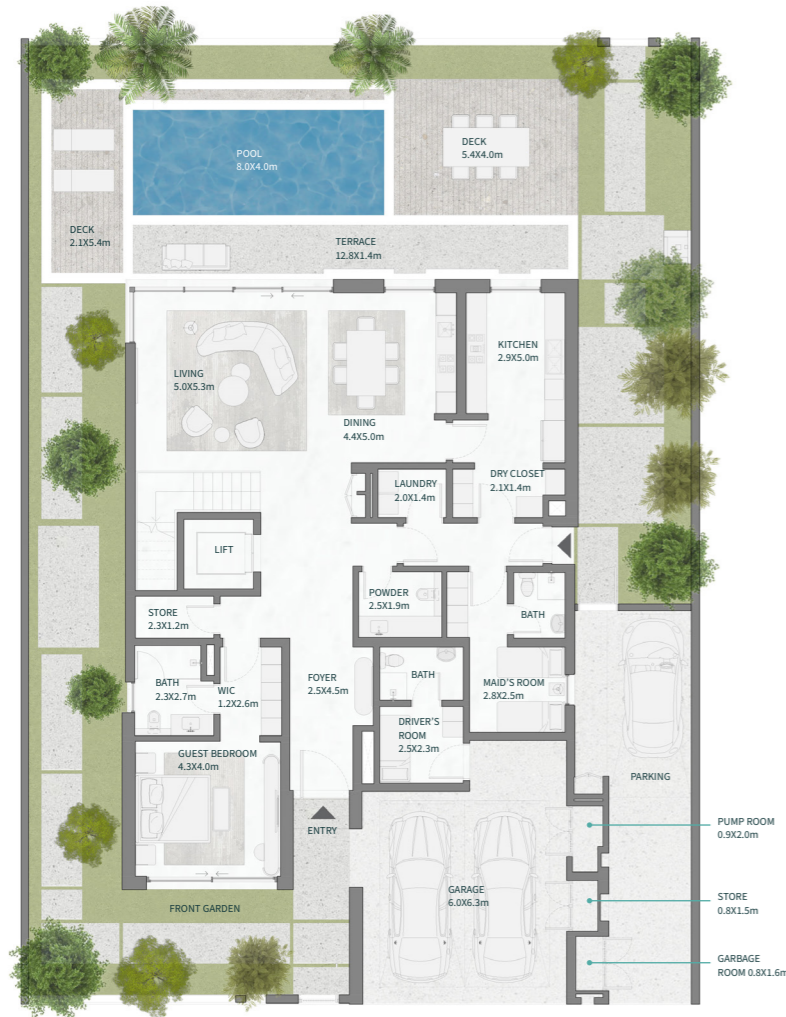 POOL
8.0X4.0m
DECK
5.4X4.0m
DECK
2.1X5.4m
TERRACE
12.8X1.4m
KITCHEN
2.9X5.0m
LIVING
5.0X5.3m
DINING
4.4X5.0m
DRY CLOSET
2.1X1.4m
LAUNDRY
2.0X1.4m
LIFT
POWDER
2.5X1.9m
STORE
2.3X1.2m
BATH
BATH
FOYER
2.5X4.5m
BATH
2.3X2.7m
WIC
1.2X2.6m
MAID'S ROOM
2.8X2.5m
DRIVER'S
ROOM
2.5X2.3m
GUEST BEDROOM
4.3X4.0m
PARKING
ENTRY
PUMP ROOM
0.9X2.0m
GARAGE
6.0X6.3m
STORE
0.8X1.5m
FRONT GARDEN
GARBAGE
ROOM 0.8X1.6m